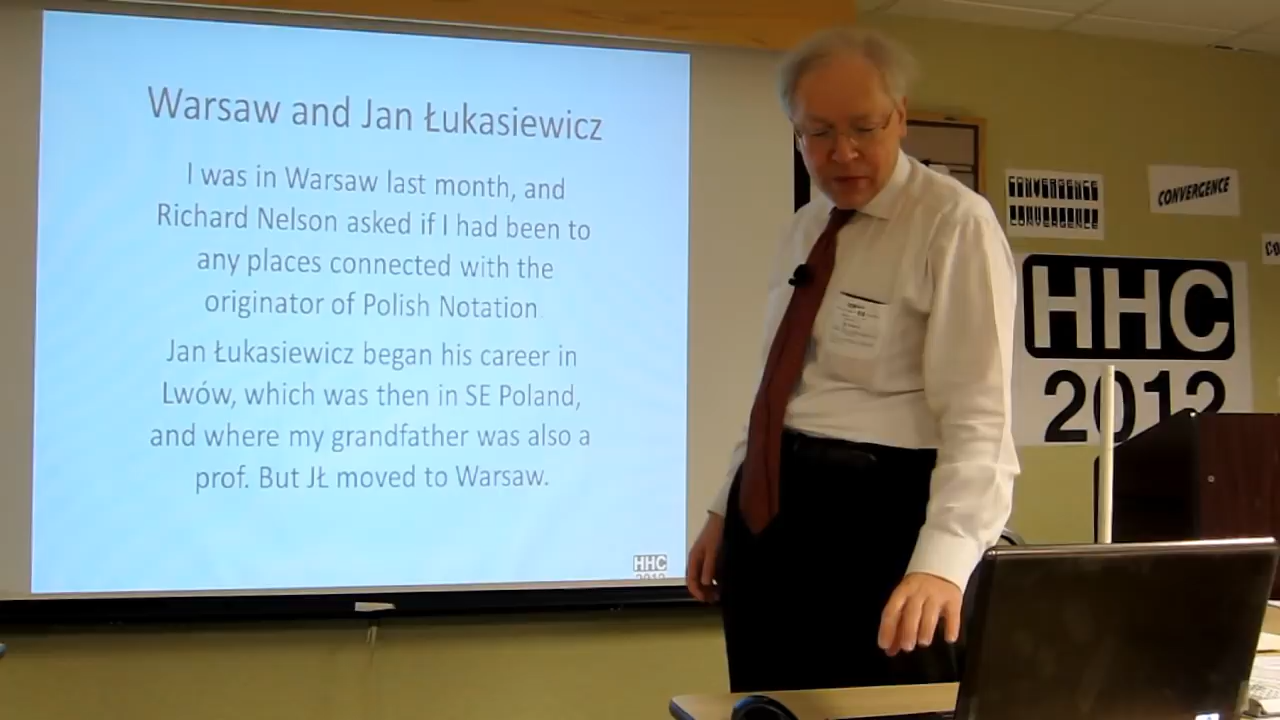 Warsaw and Jan Łukasiewicz
I was in Warsaw last month, and
Richard Nelson asked if I had been to
any places connected with the
originator of Polish Notation
Jan Łukasiewicz began his career in
Lwów, which was then in SE Poland,
and where my grandfather was also a
prof. But JŁ moved to Warsaw.
HHC
2012
CONVERGENCE
CONVERGENCE
CONVERGENCE
HHC
2012